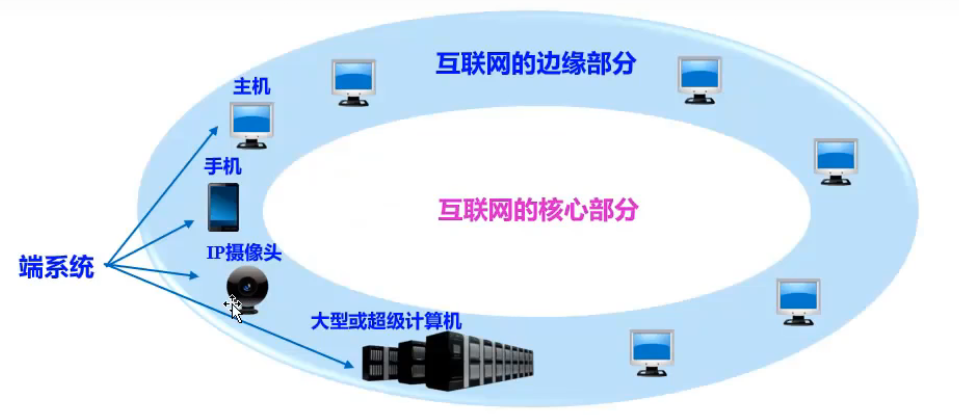 互联网的边缘部分
主机
手机
互联网的核心部分
IP摄像头
端系统
大型或超级计算机